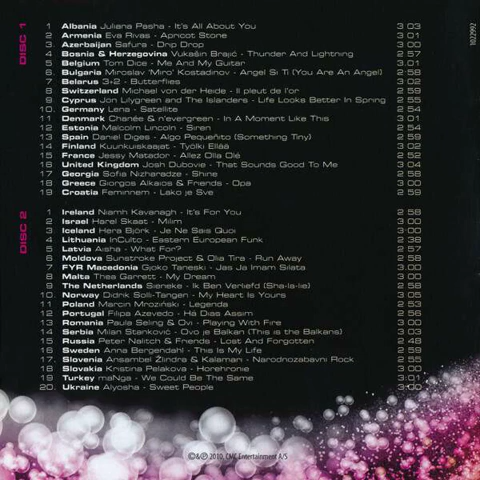 DISC 1
1 Albania Juliana Pasha - It's All About You 3:03
2 Armenia Eva Rivas - Apricot Stone 3:01
3 Azerbaijan Safura - Drip Drop 3:00
4 Bosnia & Herzegovina Vukašin Brajić - Thunder And Lightning 2:57
5 Belgium Tom Dice - Me And My Guitar 3:01
6 Bulgaria Miroslav 'Miro' Kostadinov - Angel Si Ti (You Are An Angel) 2:58
7 Belarus 3+2 - Butterflies 3:02
8 Switzerland Michael von der Heide - Il pleut de l'or 2:59
9 Cyprus Jon Lilygreen and The Islanders - Life Looks Better In Spring 2:55
10. Germany Lena - Satellite 2:54
11 Denmark Chanée & n'evergreen - In A Moment Like This 3:01
12 Estonia Malcolm Lincoln - Siren 2:54
13 Spain Daniel Diges - Algo Pequeñito (Something Tiny) 2:59
14 Finland Kuunkuiskaajat - Työlki Ellää 3:02
15 France Jessy Matador - Allez Olla Olé 2:52
16 United Kingdom Josh Dubovie - That Sounds Good To Me 3:04
17 Georgia Sofia Nizharadze - Shine 2:58
18 Greece Giorgos Alkaios & Friends - Opa 3:00
19 Croatia Feminnem - Lako je Sve 2:59
DISC 2
1 Ireland Niamh Kavanagh - It's For You 2:58
2 Israel Harel Skaat - Milim 3:00
3 Iceland Hera Björk - Je Ne Sais Quoi 3:00
4 Lithuania InCulto - Eastern European Funk 2:38
5 Latvia Aisha - What For? 2:57
6 Moldova Sunstroke Project & Olia Tira - Run Away 2:58
7 FYR Macedonia Gjoko Taneski - Jas Ja Imam Silata 3:00
8 Malta Thea Garrett - My Dream 3:00
9 The Netherlands Sieneke - Ik Ben Verliefd (Sha-la-lie) 2:58
10. Norway Didrik Solli-Tangen - My Heart Is Yours 3:05
11 Poland Marcin Mroziński - Legenda 2:53
12 Portugal Filipa Azevedo - Há Dias Assim 2:58
13 Romania Paula Seling & Ovi - Playing With Fire 3:00
14 Serbia Milan Stanković - Ovo je Balkan (This is the Balkans) 3:03
15 Russia Peter Nalitch & Friends - Lost And Forgotten 2:48
16 Sweden Anna Bergendahl - This Is My Life 2:59
17. Slovenia Ansambel Žlindra & Kalamari - Narodnozabavni Rock 2:55
18 Slovakia Kristina Pelakova - Horehronie 3:00
19 Turkey maNga - We Could Be The Same 3:01
20. Ukraine Alyosha - Sweet People 3:00
1022992
©&℗ 2010, CMC Entertainment A/S